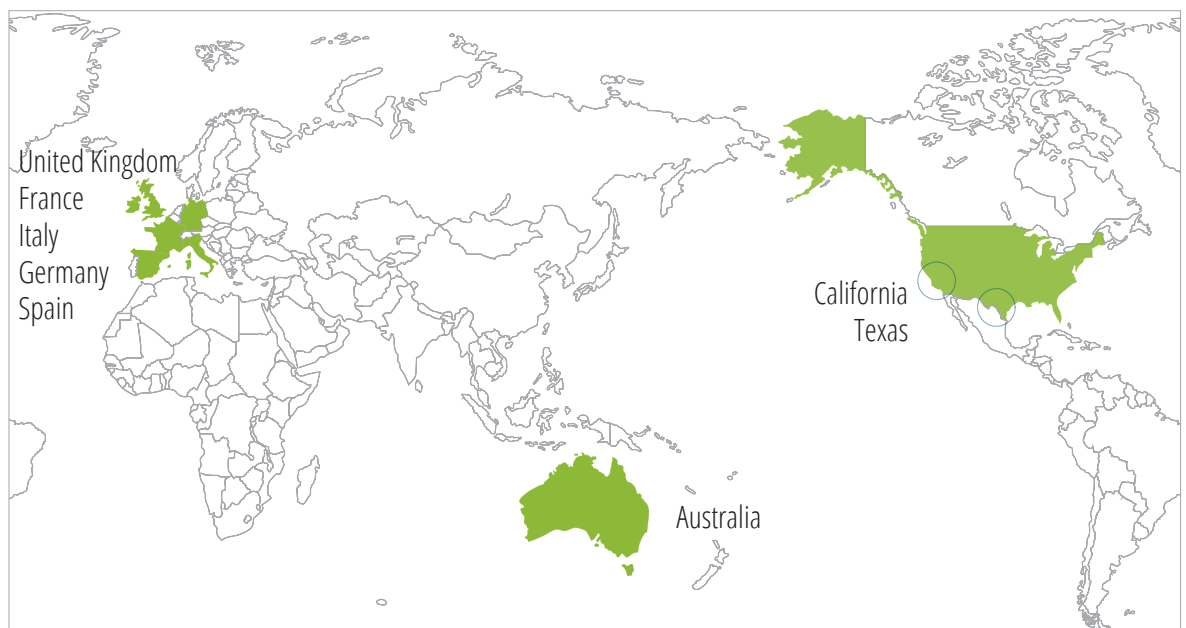 United Kingdom
France
Italy
Germany
Spain
California
Texas
Australia